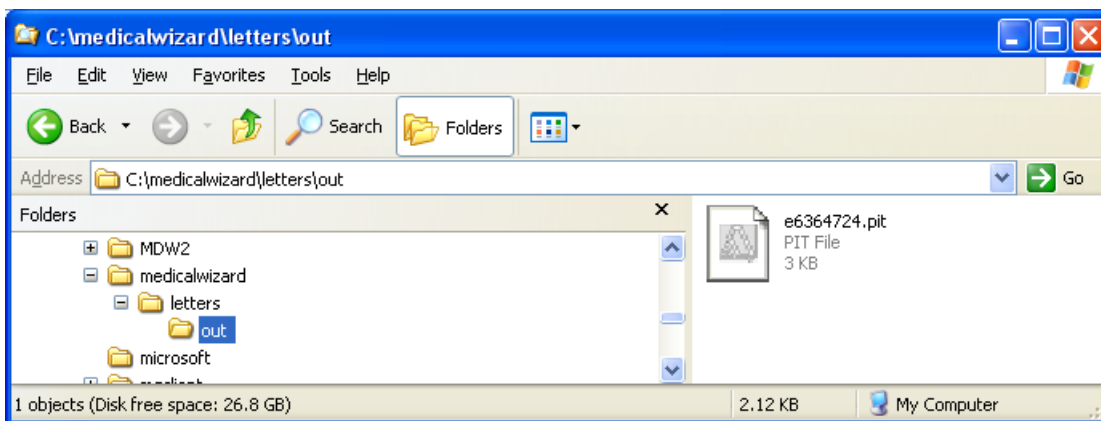 C:\medicalwizard\letters\out
File Edit View Favorites Tools Help
Back Search Folders
Address C:\medicalwizard\letters\out Go
Folders
MDW2
medicalwizard
letters
out
microsoft
e6364724.pit
PIT File
3 KB
1 objects (Disk free space: 26.8 GB) 2.12 KB My Computer